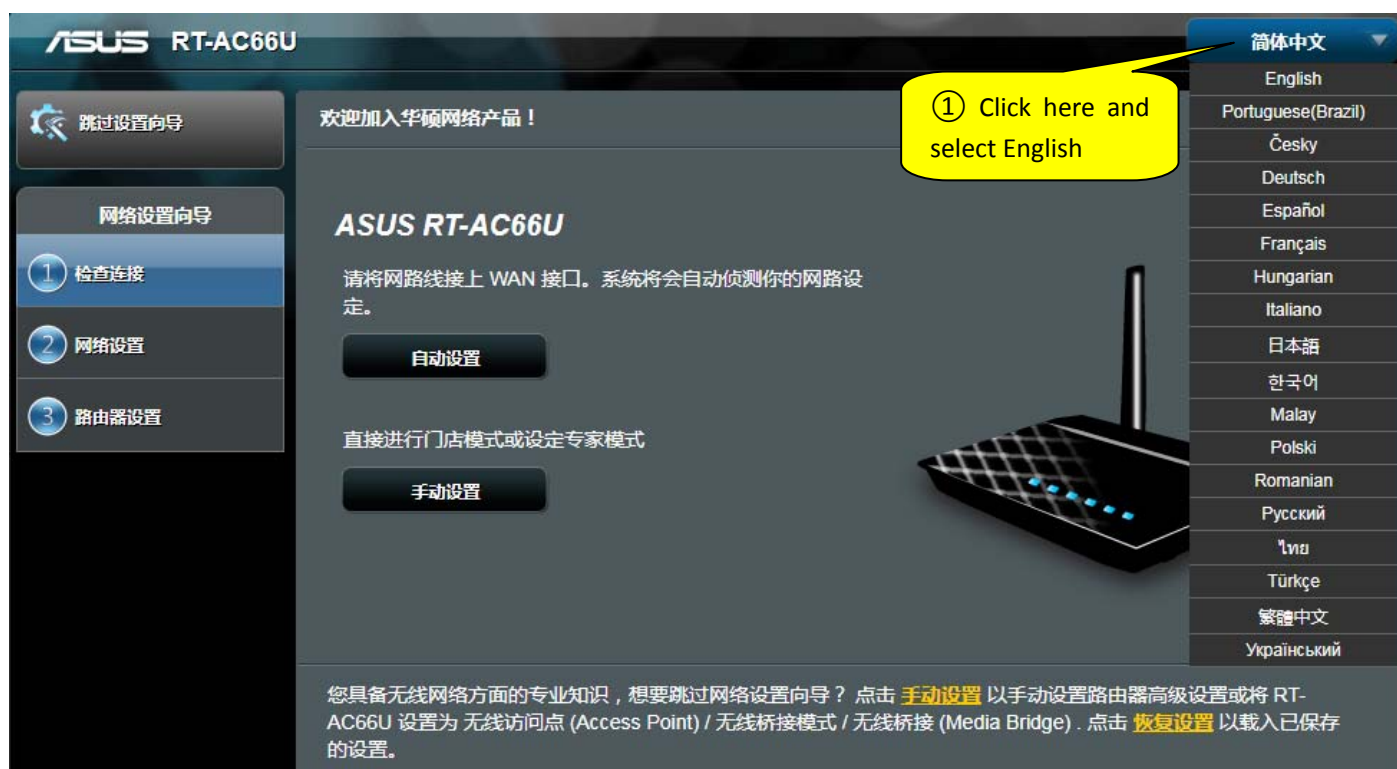 ASUS RT-AC66U
简体中文
English
Portuguese(Brazil)
Česky
Deutsch
Español
Français
Hungarian
Italiano
日本語
한국어
Malay
Polski
Romanian
Русский
ไทย
Türkçe
繁體中文
Український
① Click here and
select English
跳过设置向导
网络设置向导
1 检查连接
2 网络设置
3 路由器设置
欢迎加入华硕网络产品！
ASUS RT-AC66U
请将网路线接上 WAN 接口。系统将会自动侦测你的网路设
定。
自动设置
直接进行门店模式或设定专家模式
手动设置
您具备无线网络方面的专业知识，想要跳过网络设置向导？ 点击 手动设置 以手动设置路由器高级设置或将 RT-
AC66U 设置为 无线访问点 (Access Point) / 无线桥接模式 / 无线桥接 (Media Bridge) . 点击 恢复设置 以载入已保存
的设置。